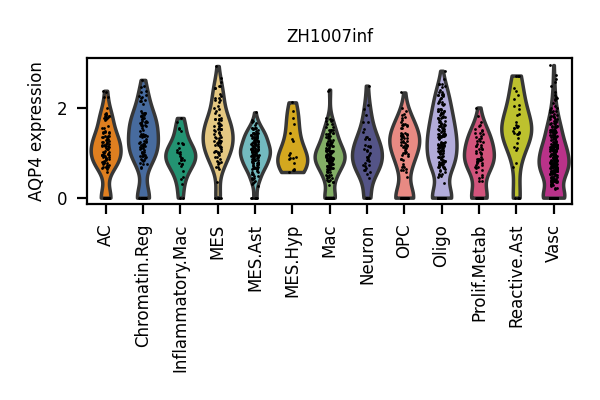 ZH1007inf
AQP4 expression
2
0
AC
Chromatin.Reg
Inflammatory.Mac
MES
MES.Ast
MES.Hyp
Mac
Neuron
OPC
Oligo
Prolif.Metab
Reactive.Ast
Vasc